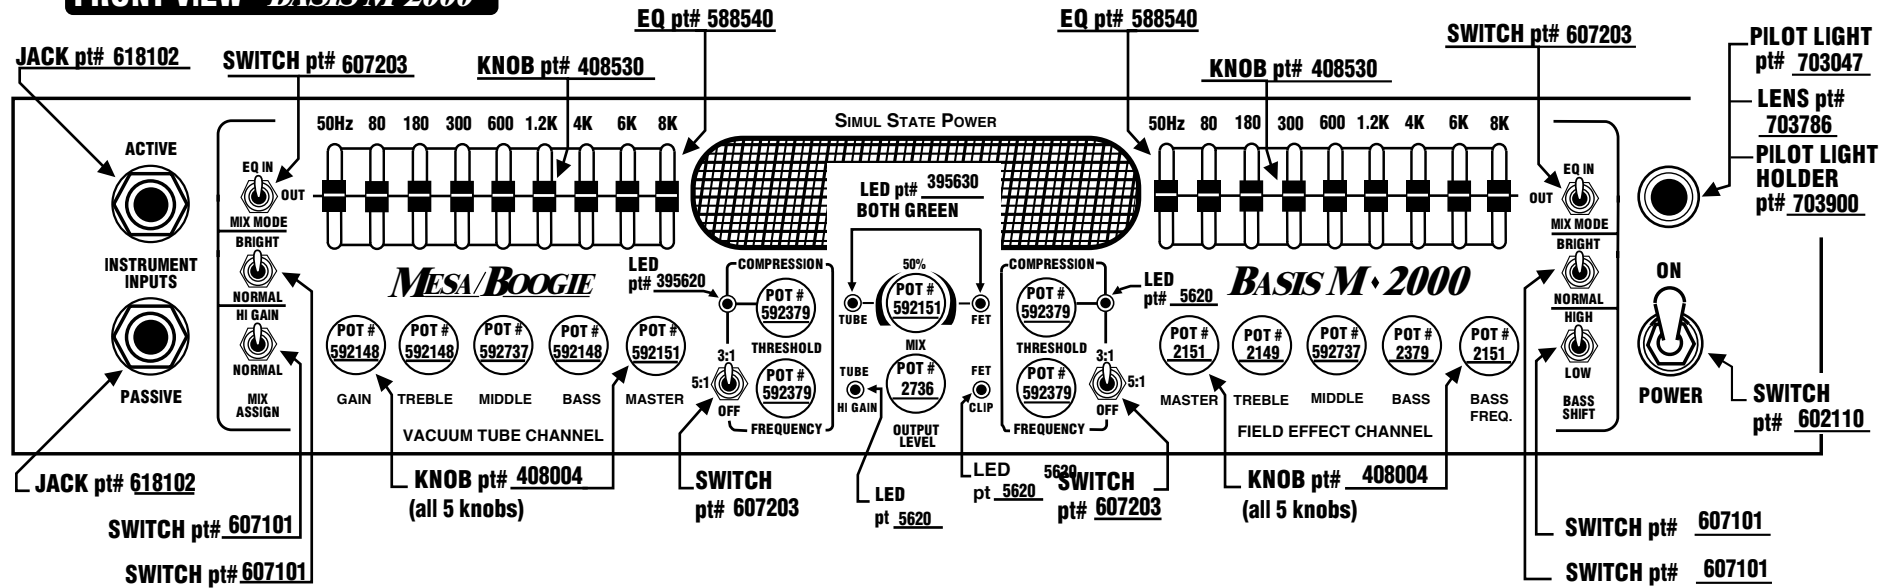 FRONT VIEW BASIS M-2000
EQ pt# 588540
EQ pt# 588540
JACK pt# 618102
SWITCH pt# 607203
KNOB pt# 408530
KNOB pt# 408530
SWITCH pt# 607203
PILOT LIGHT
pt# 703047
LENS pt#
703786
PILOT LIGHT
HOLDER
pt# 703900
50Hz 80 180 300 600 1.2K 4K 6K 8K
SIMUL STATE POWER
50Hz 80 180 300 600 1.2K 4K 6K 8K
ACTIVE
EQ IN
OUT
MIX MODE
BRIGHT
NORMAL
HI GAIN
NORMAL
MIX
ASSIGN
INSTRUMENT
INPUTS
PASSIVE
LED pt# 395630
BOTH GREEN
MESA/BOOGIE
LED
pt# 395620
COMPRESSION
POT #
592379
THRESHOLD
3:1
5:1
OFF
POT #
592379
FREQUENCY
50%
TUBE
POT #
592151
FET
MIX
TUBE
HI GAIN
POT #
2736
OUTPUT
LEVEL
FET
CLIP
COMPRESSION
POT #
592379
THRESHOLD
3:1
5:1
OFF
POT #
592379
FREQUENCY
LED
pt# 5620
BASIS M♦2000
POT #
592148
POT #
592148
POT #
592737
POT #
592148
POT #
592151
GAIN TREBLE MIDDLE BASS MASTER
VACUUM TUBE CHANNEL
POT #
2151
POT #
2149
POT #
592737
POT #
2379
POT #
2151
MASTER TREBLE MIDDLE BASS BASS
FREQ.
FIELD EFFECT CHANNEL
EQ IN
OUT
MIX MODE
BRIGHT
NORMAL
HIGH
LOW
BASS
SHIFT
ON
POWER
SWITCH
pt# 602110
JACK pt# 618102
KNOB pt# 408004
(all 5 knobs)
SWITCH
pt# 607203
LED
pt 5620
LED
pt 5620
5620
SWITCH
pt# 607203
KNOB pt# 408004
(all 5 knobs)
SWITCH pt# 607101
SWITCH pt# 607101
SWITCH pt# 607101
SWITCH pt# 607101